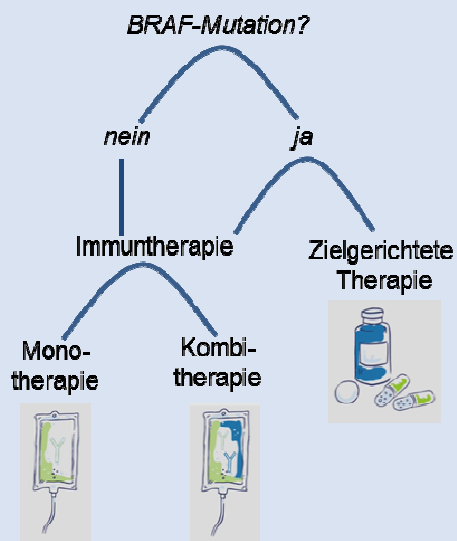 BRAF-Mutation?
nein
ja
Immuntherapie
Zielgerichtete
Therapie
Mono-
therapie
Kombi-
therapie